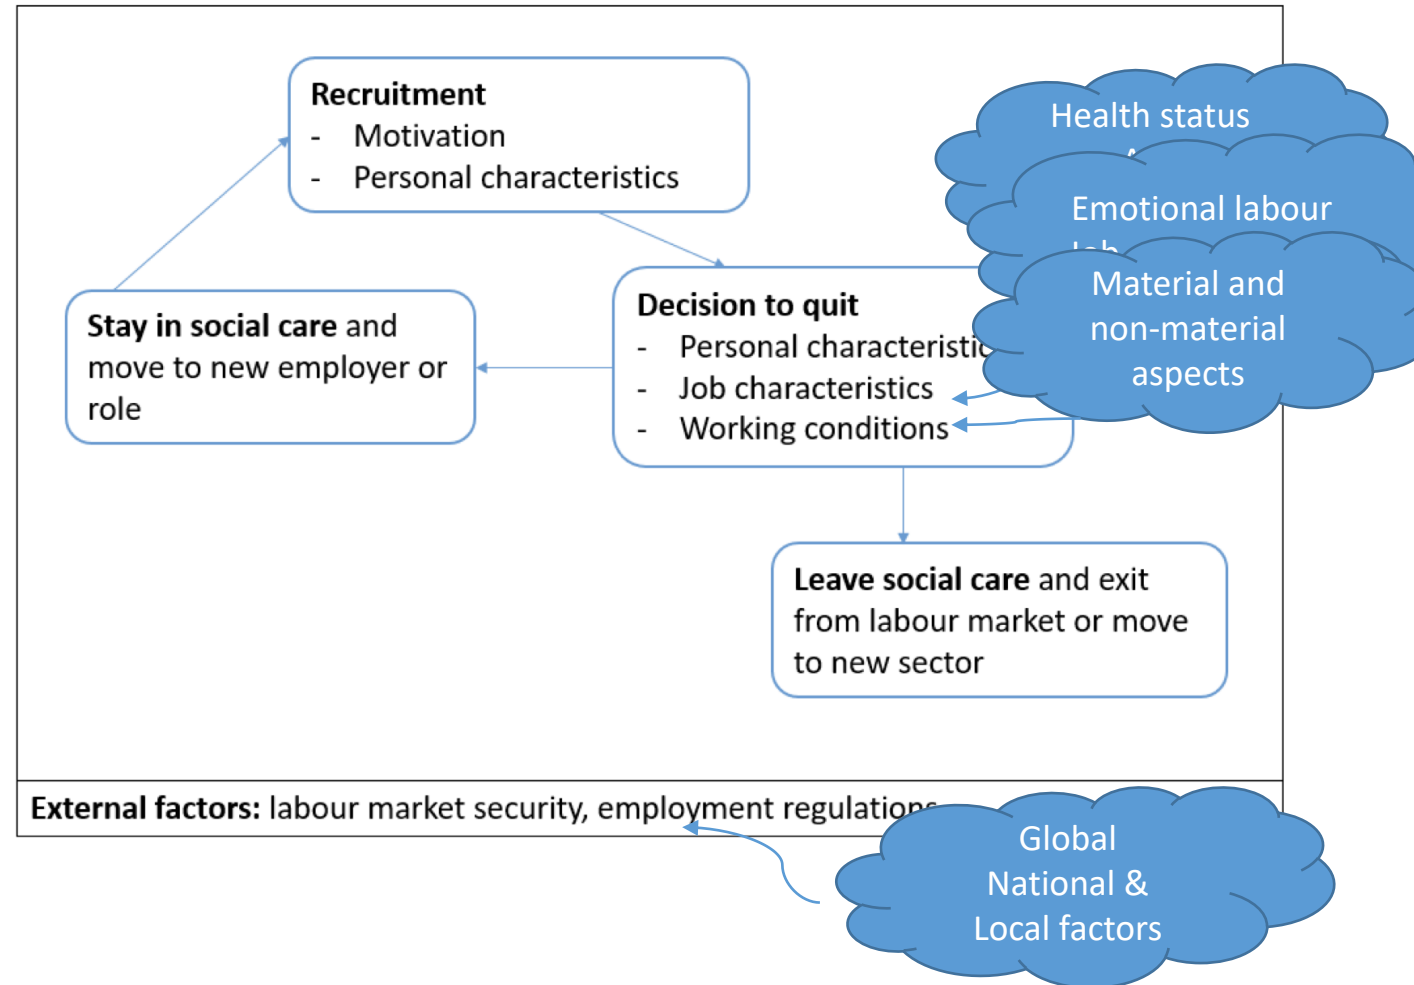 Recruitment
- Motivation
- Personal characteristics
Health status
Emotional labour
Material and
non-material
aspects
Decision to quit
- Personal
- Job characteristics
- Working conditions
Stay in social care and
move to new employer or
role
Leave social care and exit
from labour market or move
to new sector
External factors: labour market security, employment regulations
Global
National &
Local factors